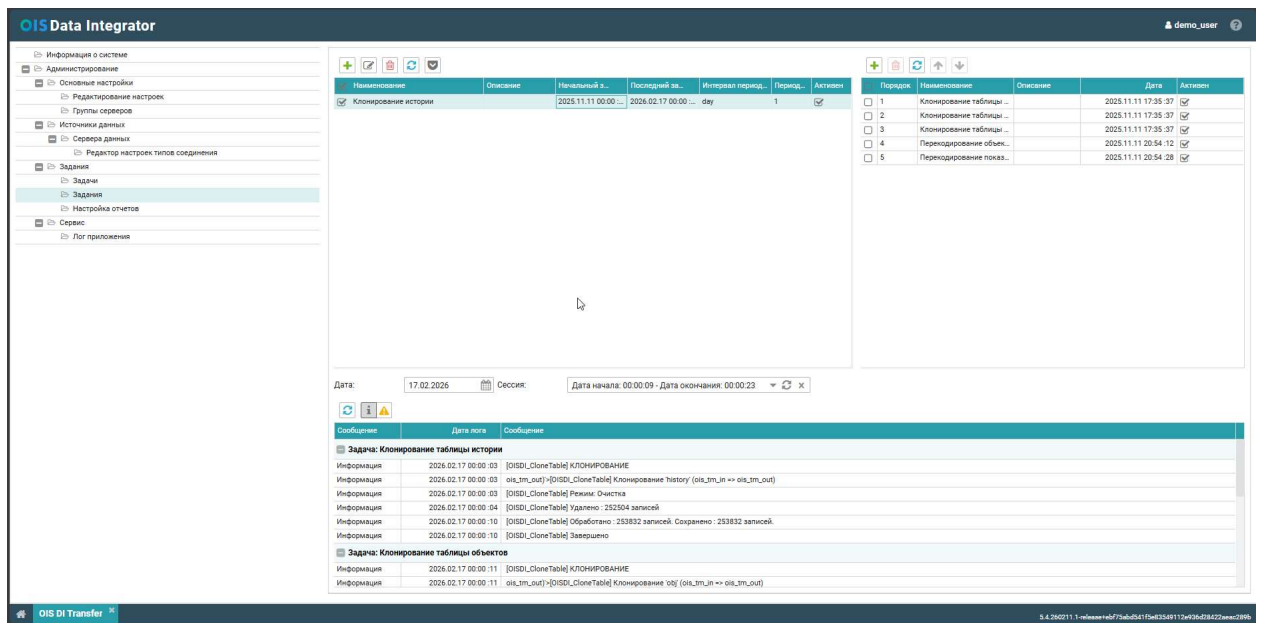 OIS Data Integrator
demo_user
Информация о системе
Администрирование
Основные настройки
Редактирование настроек
Группы серверов
Источники данных
Сервера данных
Редактор настроек типов соединения
Задания
Задачи
Задания
Настройка отчетов
Сервис
Лог приложения
Наименование Описание Начальный з... Последний за... Интервал период... Период... Активен
Клонирование истории 2025.11.11 00:00 :... 2026.02.17 00:00 :... day 1
Порядок Наименование Описание Дата Активен
1 Клонирование таблицы ... 2025.11.11 17:35 :37
2 Клонирование таблицы ... 2025.11.11 17:35 :37
3 Клонирование таблицы ... 2025.11.11 17:35 :37
4 Перекодирование объек... 2025.11.11 20:54 :12
5 Перекодирование показ... 2025.11.11 20:54 :28
Дата: 17.02.2026 Сессия: Дата начала: 00:00:09 - Дата окончания: 00:00:23
Сообщение Дата лога Сообщение
Задача: Клонирование таблицы истории
Информация 2026.02.17 00:00 :03 [OISDI_CloneTable] КЛОНИРОВАНИЕ
Информация 2026.02.17 00:00 :03 ois_tm_out)'>[OISDI_CloneTable] Клонирование 'history' (ois_tm_in => ois_tm_out)
Информация 2026.02.17 00:00 :03 [OISDI_CloneTable] Режим: Очистка
Информация 2026.02.17 00:00 :04 [OISDI_CloneTable] Удалено : 252504 записей
Информация 2026.02.17 00:00 :10 [OISDI_CloneTable] Обработано : 253832 записей. Сохранено : 253832 записей.
Информация 2026.02.17 00:00 :10 [OISDI_CloneTable] Завершено
Задача: Клонирование таблицы объектов
Информация 2026.02.17 00:00 :11 [OISDI_CloneTable] КЛОНИРОВАНИЕ
Информация 2026.02.17 00:00 :11 ois_tm_out)'>[OISDI_CloneTable] Клонирование 'obj' (ois_tm_in => ois_tm_out)
OIS DI Transfer